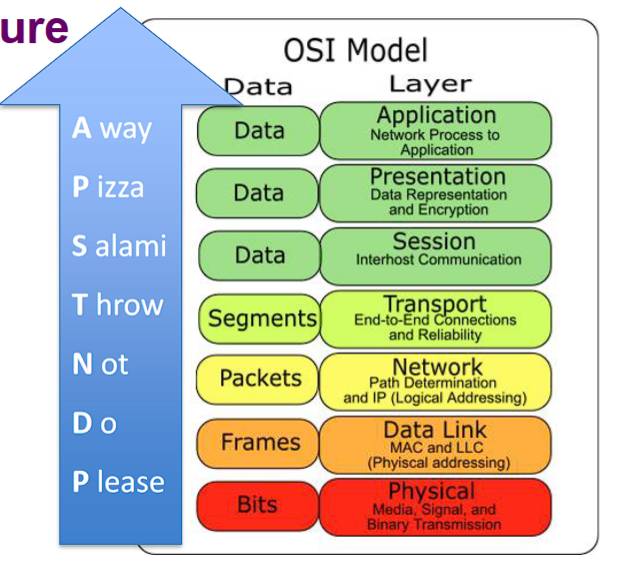 ure
OSI Model
Data Layer
A way
Data
Application
Network Process to
Application
P izza
Data
Presentation
Data Representation
and Encryption
S alami
Data
Session
Interhost Communication
T hrow
Segments
Transport
End-to-End Connections
and Reliability
N ot
Packets
Network
Path Determination
and IP (Logical Addressing)
D o
Frames
Data Link
MAC and LLC
(Phyiscal addressing)
P lease
Bits
Physical
Media, Signal, and
Binary Transmission